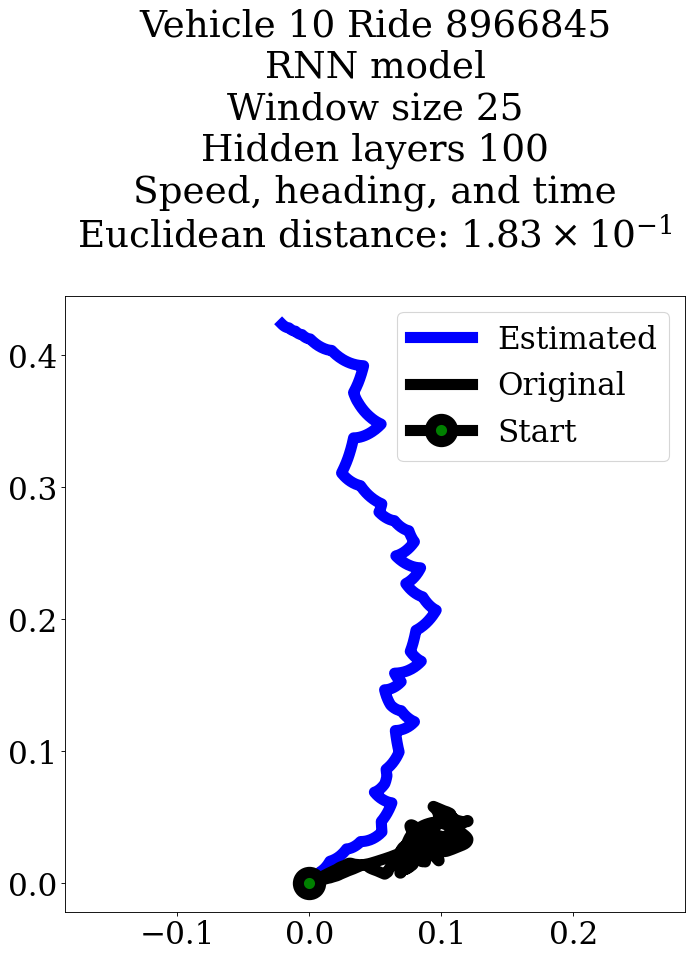 Vehicle 10 Ride 8966845
RNN model
Window size 25
Hidden layers 100
Speed, heading, and time
Euclidean distance: 1.83 × 10⁻¹
Estimated
Original
Start
0.4
0.3
0.2
0.1
0.0
−0.1 0.0 0.1 0.2